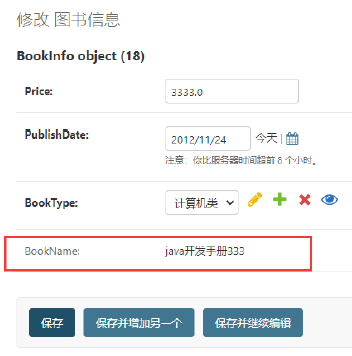 修改 图书信息
BookInfo object (18)
Price: 3333.0
PublishDate: 2012/11/24 今天 |
注意：你比服务器时间超前 8 个小时。
BookType: 计算机类
BookName: java开发手册333
保存 保存并增加另一个 保存并继续编辑